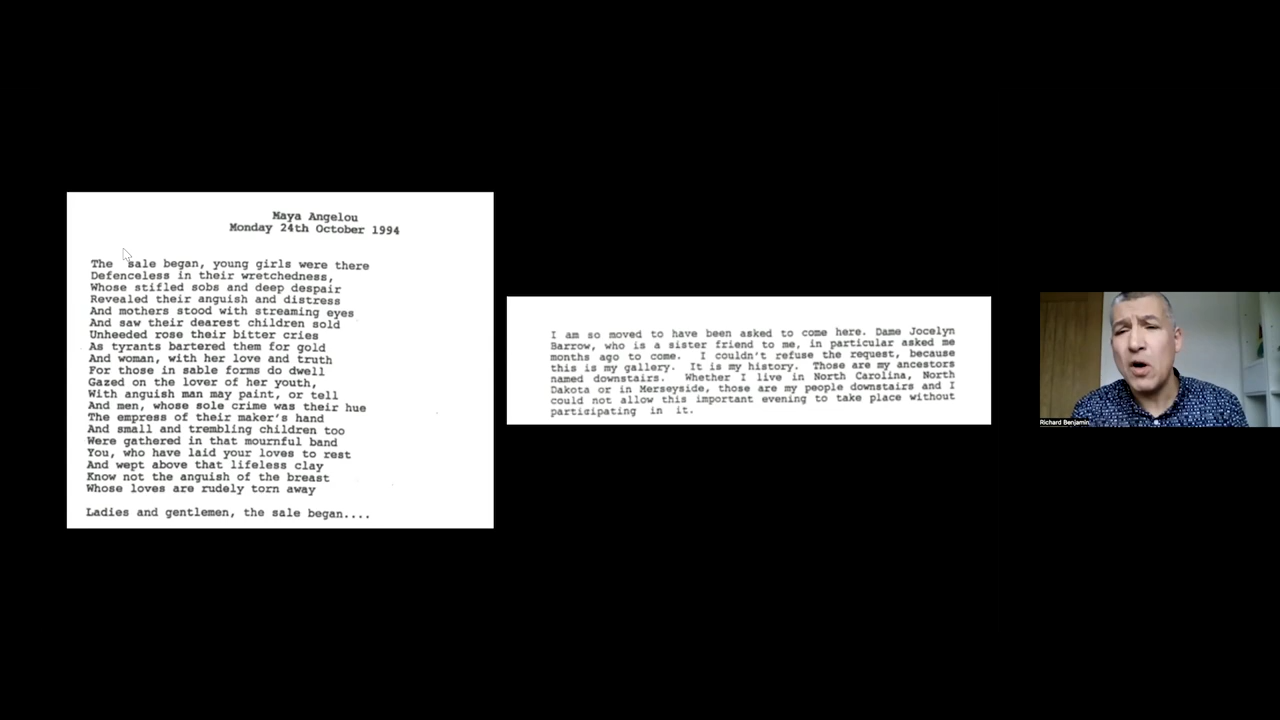 Maya Angelou
Monday 24th October 1994
The sale began, young girls were there
Defenceless in their wretchedness,
Whose stifled sobs and deep despair
Revealed their anguish and distress
And mothers stood with streaming eyes
And saw their dearest children sold
Unheeded rose their bitter cries
As tyrants bartered them for gold
And woman, with her love and truth
For those in sable forms do dwell
Gazed on the lover of her youth,
With anguish man may paint, or tell
And men, whose sole crime was their hue
The empress of their maker's hand
And small and trembling children too
Were gathered in that mournful band
You, who have laid your loves to rest
And wept above that lifeless clay
Know not the anguish of the breast
Whose loves are rudely torn away
Ladies and gentlemen, the sale began....
I am so moved to have been asked to come here. Dame Jocelyn
Barrow, who is a sister friend to me, in particular asked me
months ago to come. I couldn't refuse the request, because
this is my gallery. It is my history. Those are my ancestors
named downstairs. Whether I live in North Carolina, North
Dakota or in Merseyside, those are my people downstairs and I
could not allow this important evening to take place without
participating in it.
Richard Benjamin